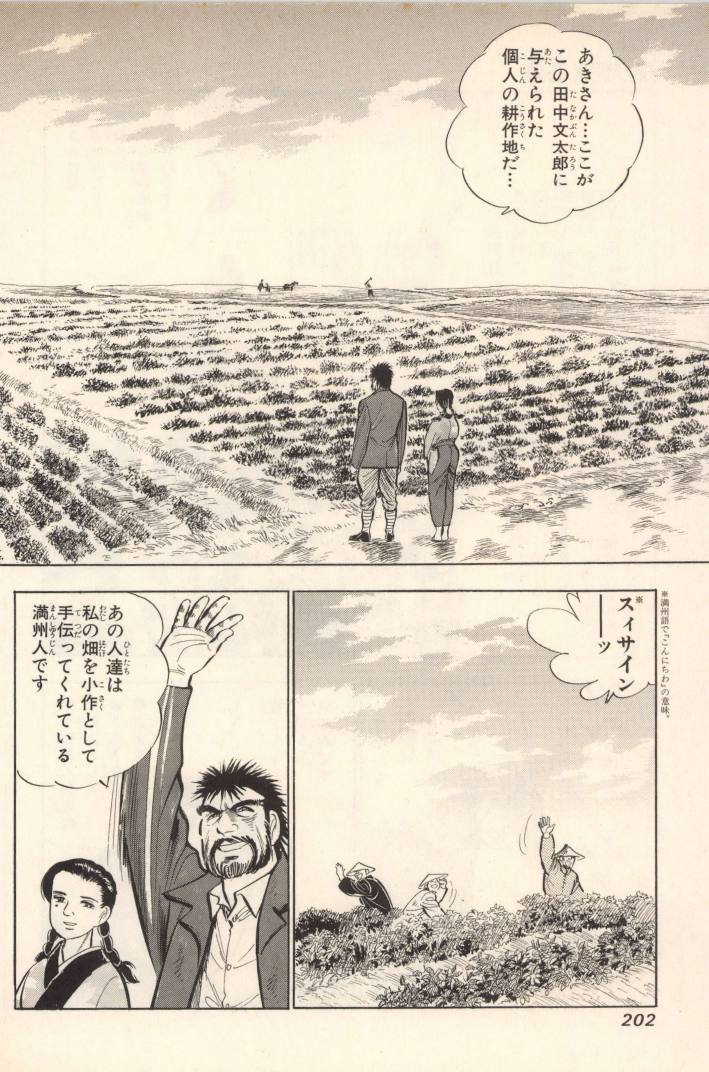 あきさん…ここが
この田中文太郎に
与えられた
個人の耕作地だ…
※満州語で「こんにちわ」の意味。
※スィサイン
ーッ
あの人達は
私の畑を小作として
手伝ってくれている
満州人です
202